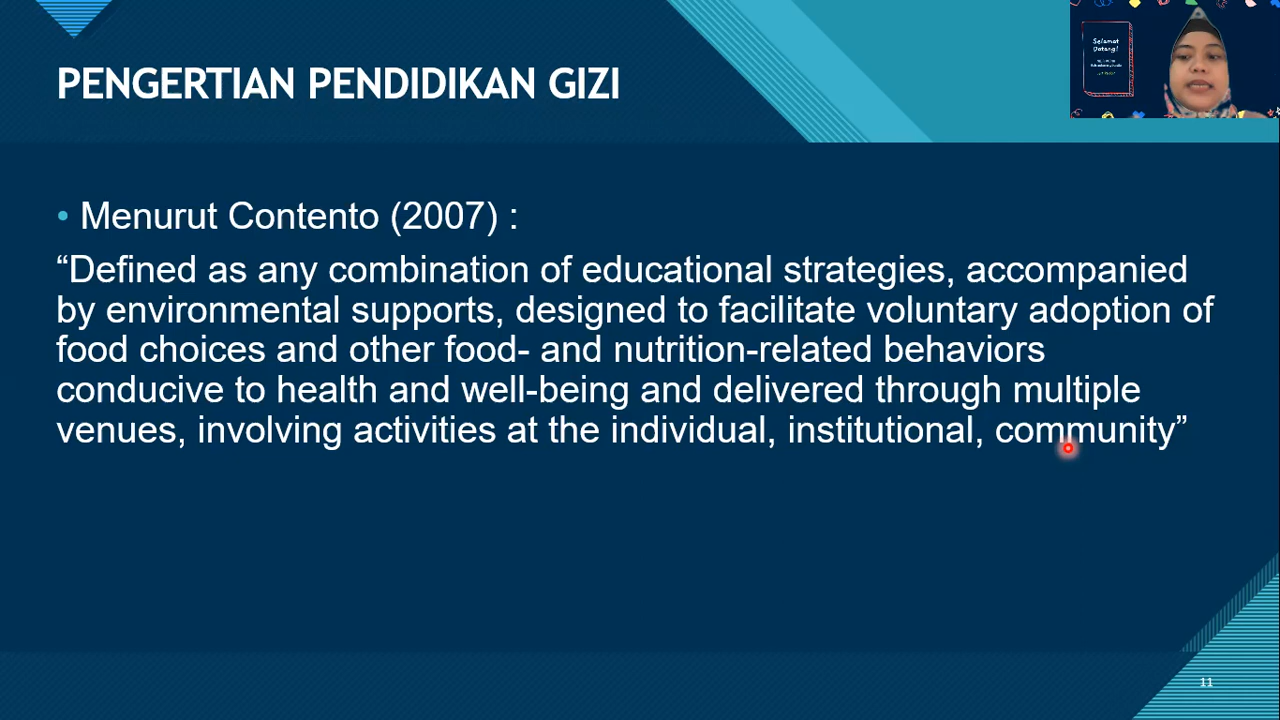 PENGERTIAN PENDIDIKAN GIZI
Selamat
Datang!
• Menurut Contento (2007) :
“Defined as any combination of educational strategies, accompanied
by environmental supports, designed to facilitate voluntary adoption of
food choices and other food- and nutrition-related behaviors
conducive to health and well-being and delivered through multiple
venues, involving activities at the individual, institutional, community”
11